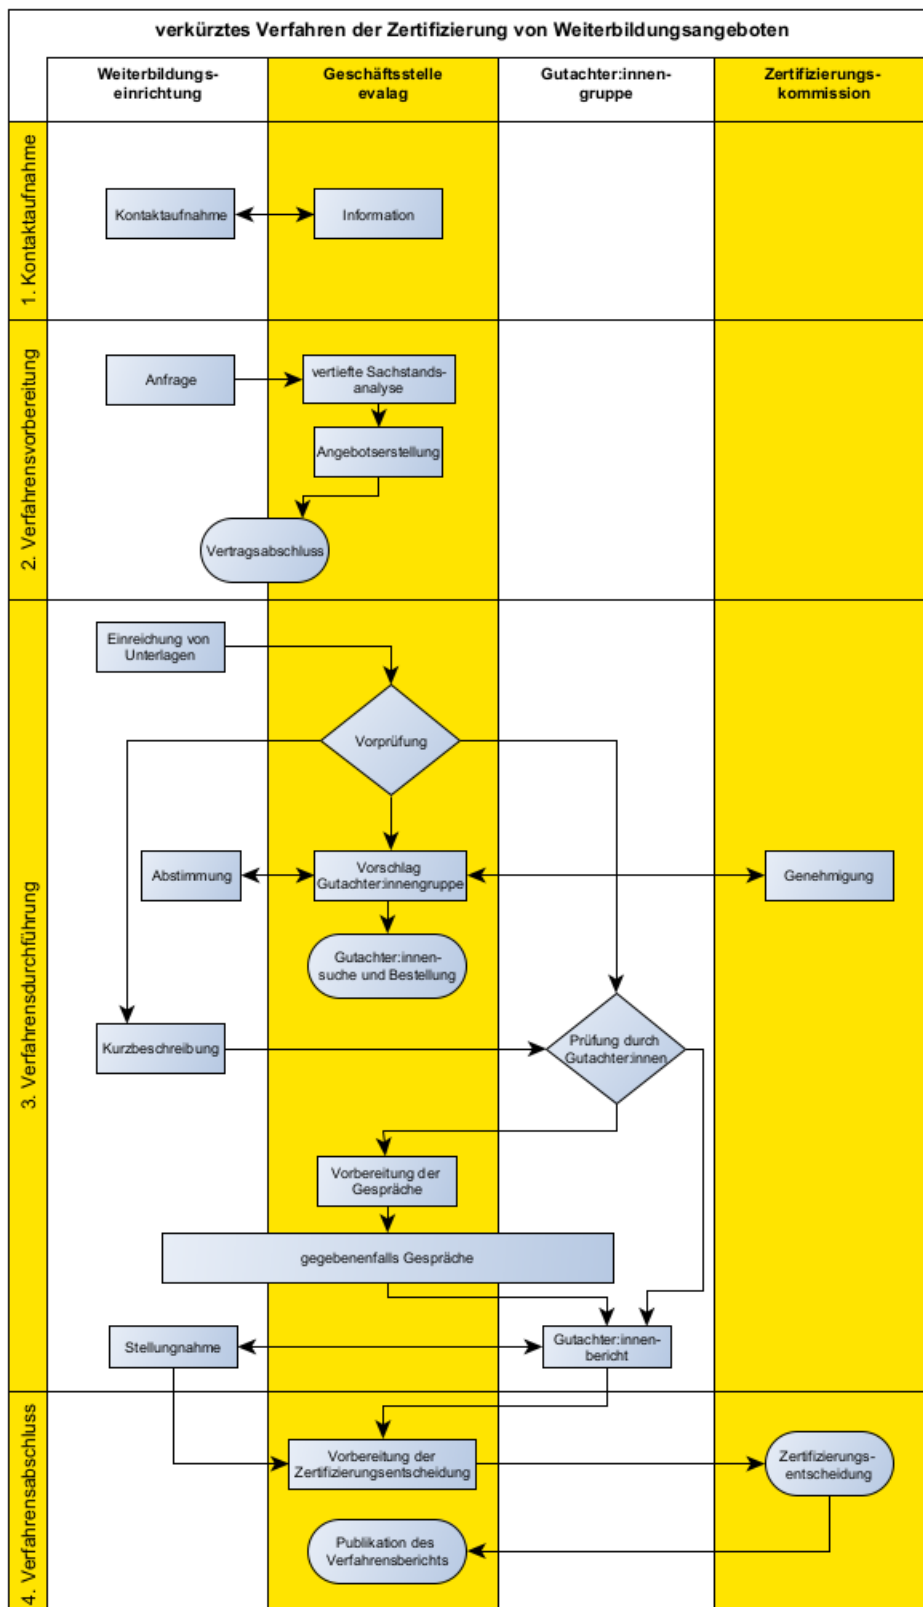 verkürztes Verfahren der Zertifizierung von Weiterbildungsangeboten
Weiterbildungs-
einrichtung
Geschäftsstelle
evalag
Gutachter:innen-
gruppe
Zertifizierungs-
kommission
1. Kontaktaufnahme
Kontaktaufnahme
Information
2. Verfahrensvorbereitung
Anfrage
vertiefte Sachstands-
analyse
Angebotserstellung
Vertragsabschluss
3. Verfahrensdurchführung
Einreichung von
Unterlagen
Vorprüfung
Abstimmung
Vorschlag
Gutachter:innengruppe
Genehmigung
Gutachter:innen-
suche und Bestellung
Kurzbeschreibung
Prüfung durch
Gutachter:innen
Vorbereitung der
Gespräche
gegebenenfalls Gespräche
Stellungnahme
Gutachter:innen-
bericht
4. Verfahrensabschluss
Vorbereitung der
Zertifizierungsentscheidung
Zertifizierungs-
entscheidung
Publikation des
Verfahrensberichts